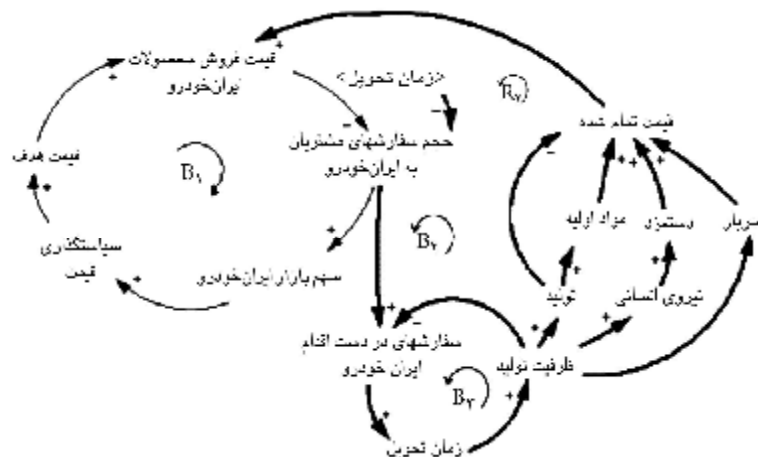 قیمت فروش محصولات
ایران‌خودرو
<زمان تحویل>
R۲
قیمت تمام شده
حجم سفارشهای مشتریان
به ایران‌خودرو
قیمت هدف
B۱
مواد اولیه
دستمزد
سربار
B۲
سیاستگذاری
قیمت
سهم بازار ایران‌خودرو
تولید
نیروی انسانی
سفارشهای در دست اقدام
ایران خودرو
ظرفیت تولید
B۳
زمان تحویل